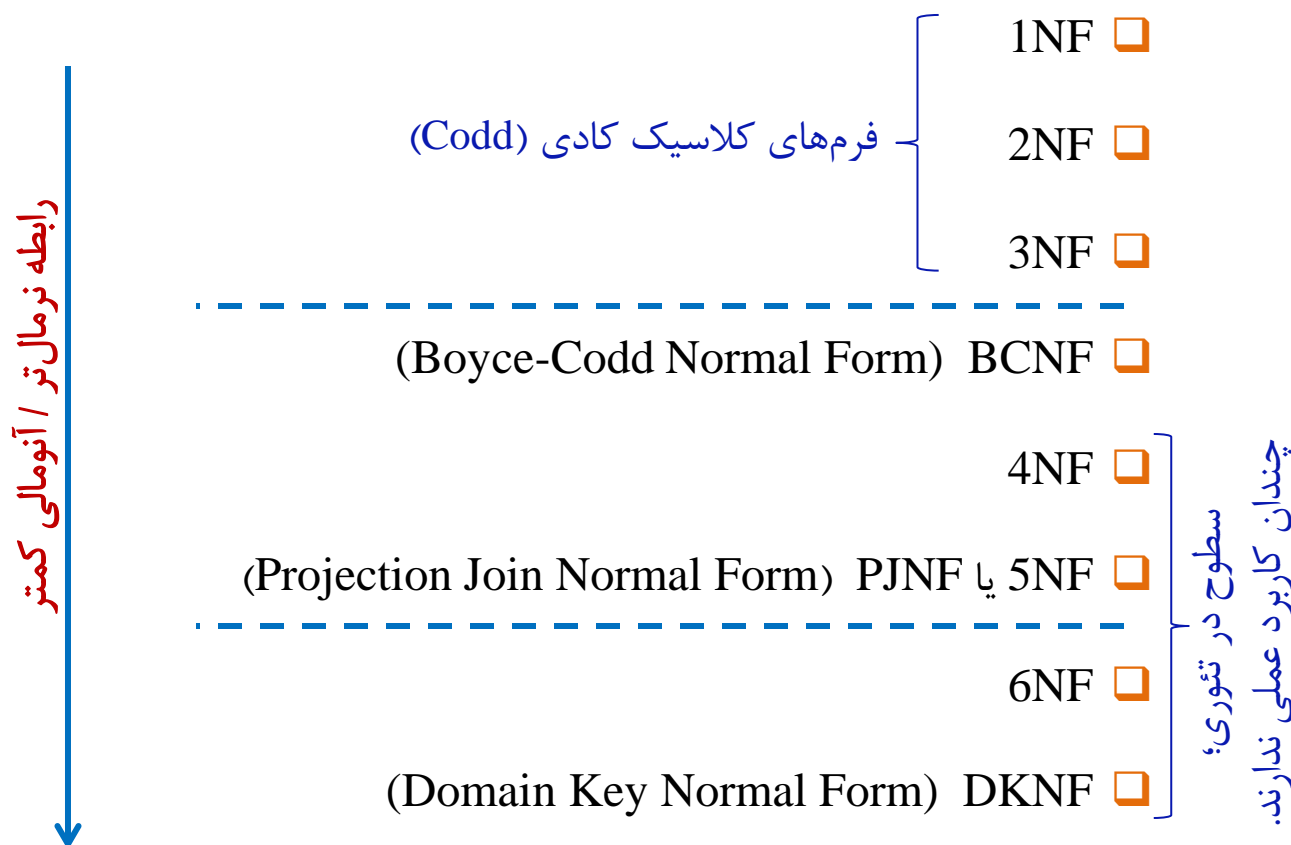 1NF
2NF
3NF
فرم‌های کلاسیک کادی (Codd)
BCNF (Boyce-Codd Normal Form)
4NF
5NF یا PJNF (Projection Join Normal Form)
6NF
DKNF (Domain Key Normal Form)
سطوح در تئوری؛
چندان کاربرد عملی ندارند.
رابطه نرمال‌تر / آنومالی کمتر